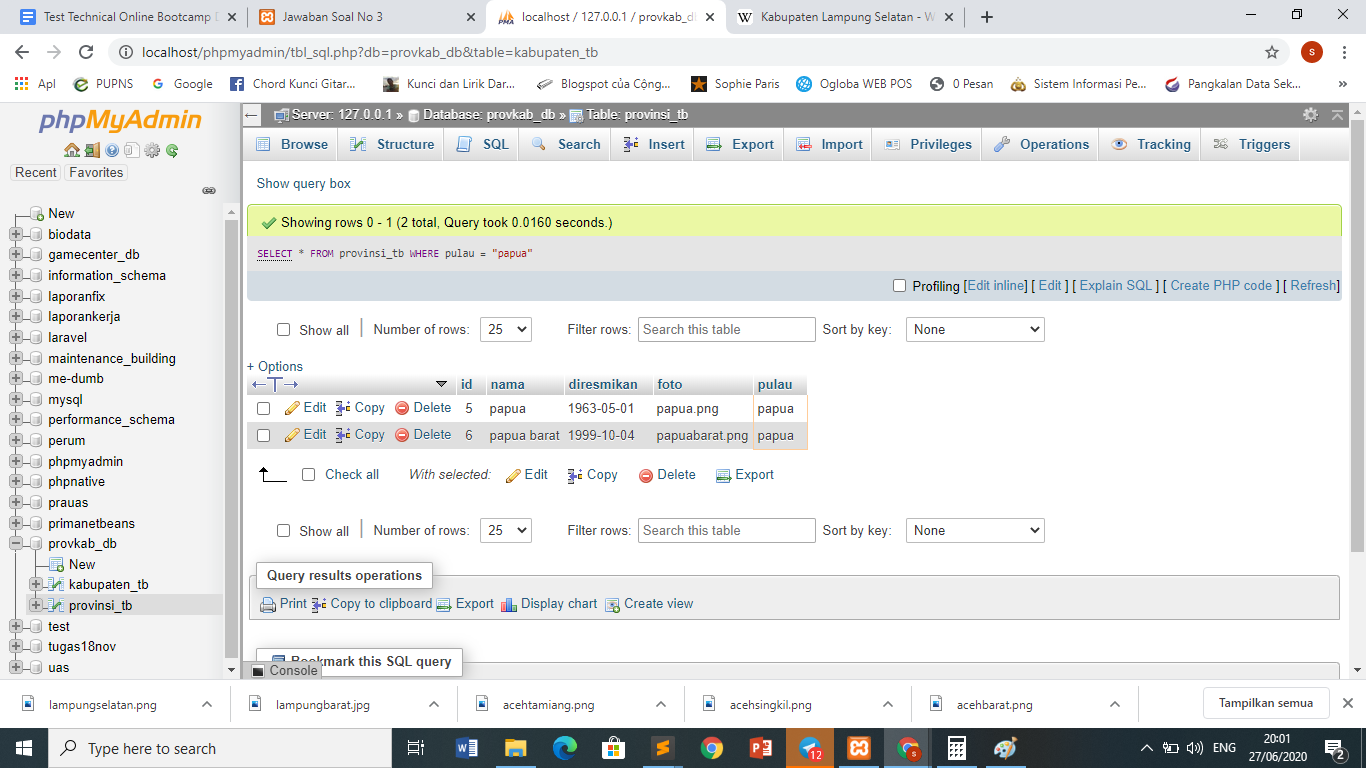 Test Technical Online Bootcamp D
Jawaban Soal No 3
localhost / 127.0.0.1 / provkab_d
Kabupaten Lampung Selatan - W
localhost/phpmyadmin/tbl_sql.php?db=provkab_db&table=kabupaten_tb
s
Apl
PUPNS
Google
Chord Kunci Gitar...
Kunci dan Lirik Dar...
Blogspot của Cộng...
Sophie Paris
Ogloba WEB POS
0 Pesan
Sistem Informasi Pe...
Pangkalan Data Sek...
phpMyAdmin
Recent Favorites
New
biodata
gamecenter_db
information_schema
laporanfix
laporankerja
laravel
maintenance_building
me-dumb
mysql
performance_schema
perum
phpmyadmin
phpnative
prauas
primanetbeans
provkab_db
New
kabupaten_tb
provinsi_tb
test
tugas18nov
uas
Server: 127.0.0.1 » Database: provkab_db » Table: provinsi_tb
Browse Structure SQL Search Insert Export Import Privileges Operations Tracking Triggers
Show query box
Showing rows 0 - 1 (2 total, Query took 0.0160 seconds.)
SELECT * FROM provinsi_tb WHERE pulau = "papua"
Profiling [Edit inline] [ Edit ] [ Explain SQL ] [ Create PHP code ] [ Refresh]
Show all | Number of rows: 25 Filter rows: Search this table Sort by key: None
+ Options
←T→ id nama diresmikan foto pulau
Edit Copy Delete 5 papua 1963-05-01 papua.png papua
Edit Copy Delete 6 papua barat 1999-10-04 papuabarat.png papua
Check all With selected: Edit Copy Delete Export
Show all | Number of rows: 25 Filter rows: Search this table Sort by key: None
Query results operations
Print Copy to clipboard Export Display chart Create view
Bookmark this SQL query
Console
lampungselatan.png
lampungbarat.jpg
acehtamiang.png
acehsingkil.png
acehbarat.png
Tampilkan semua
Type here to search
12
ENG
20:01
27/06/2020
2